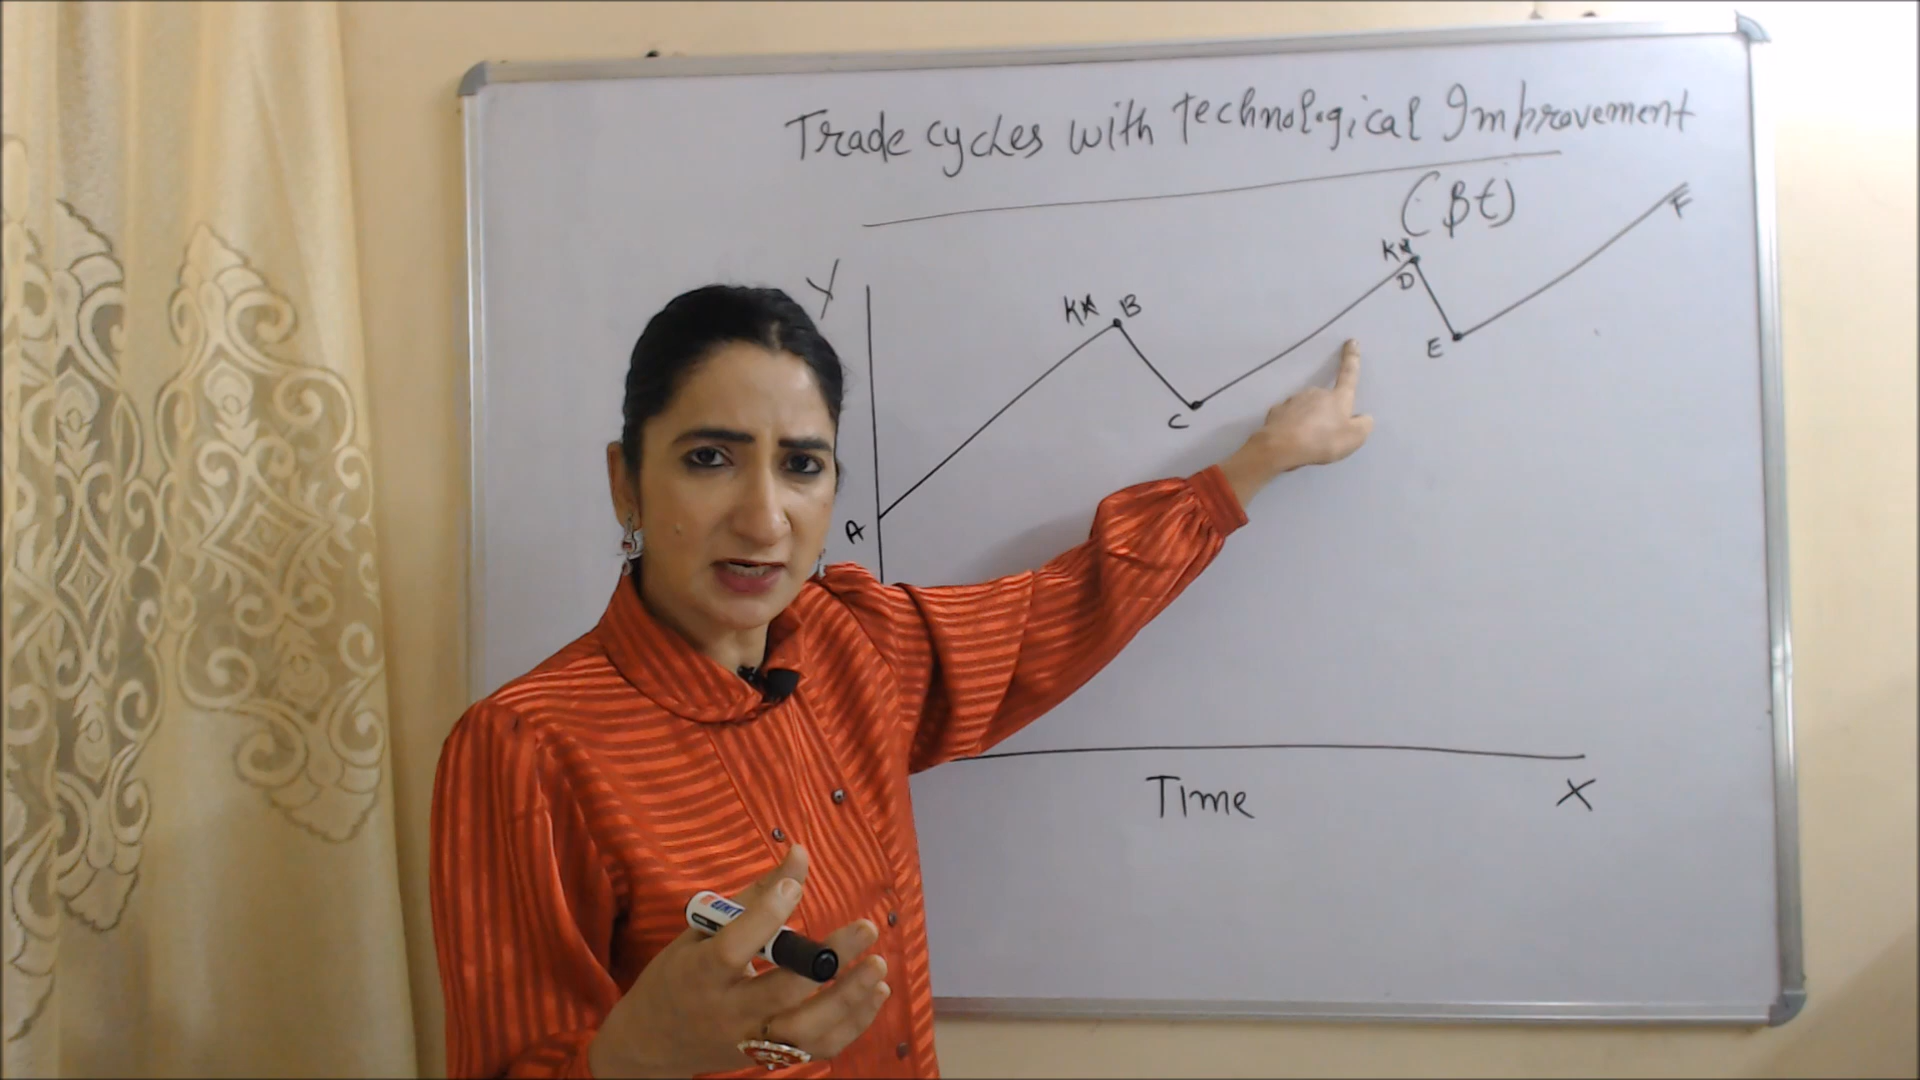 Trade cycles with Technological Improvement
(βt)
Y
K* B
K*
D
F
E
C
A
Time
X